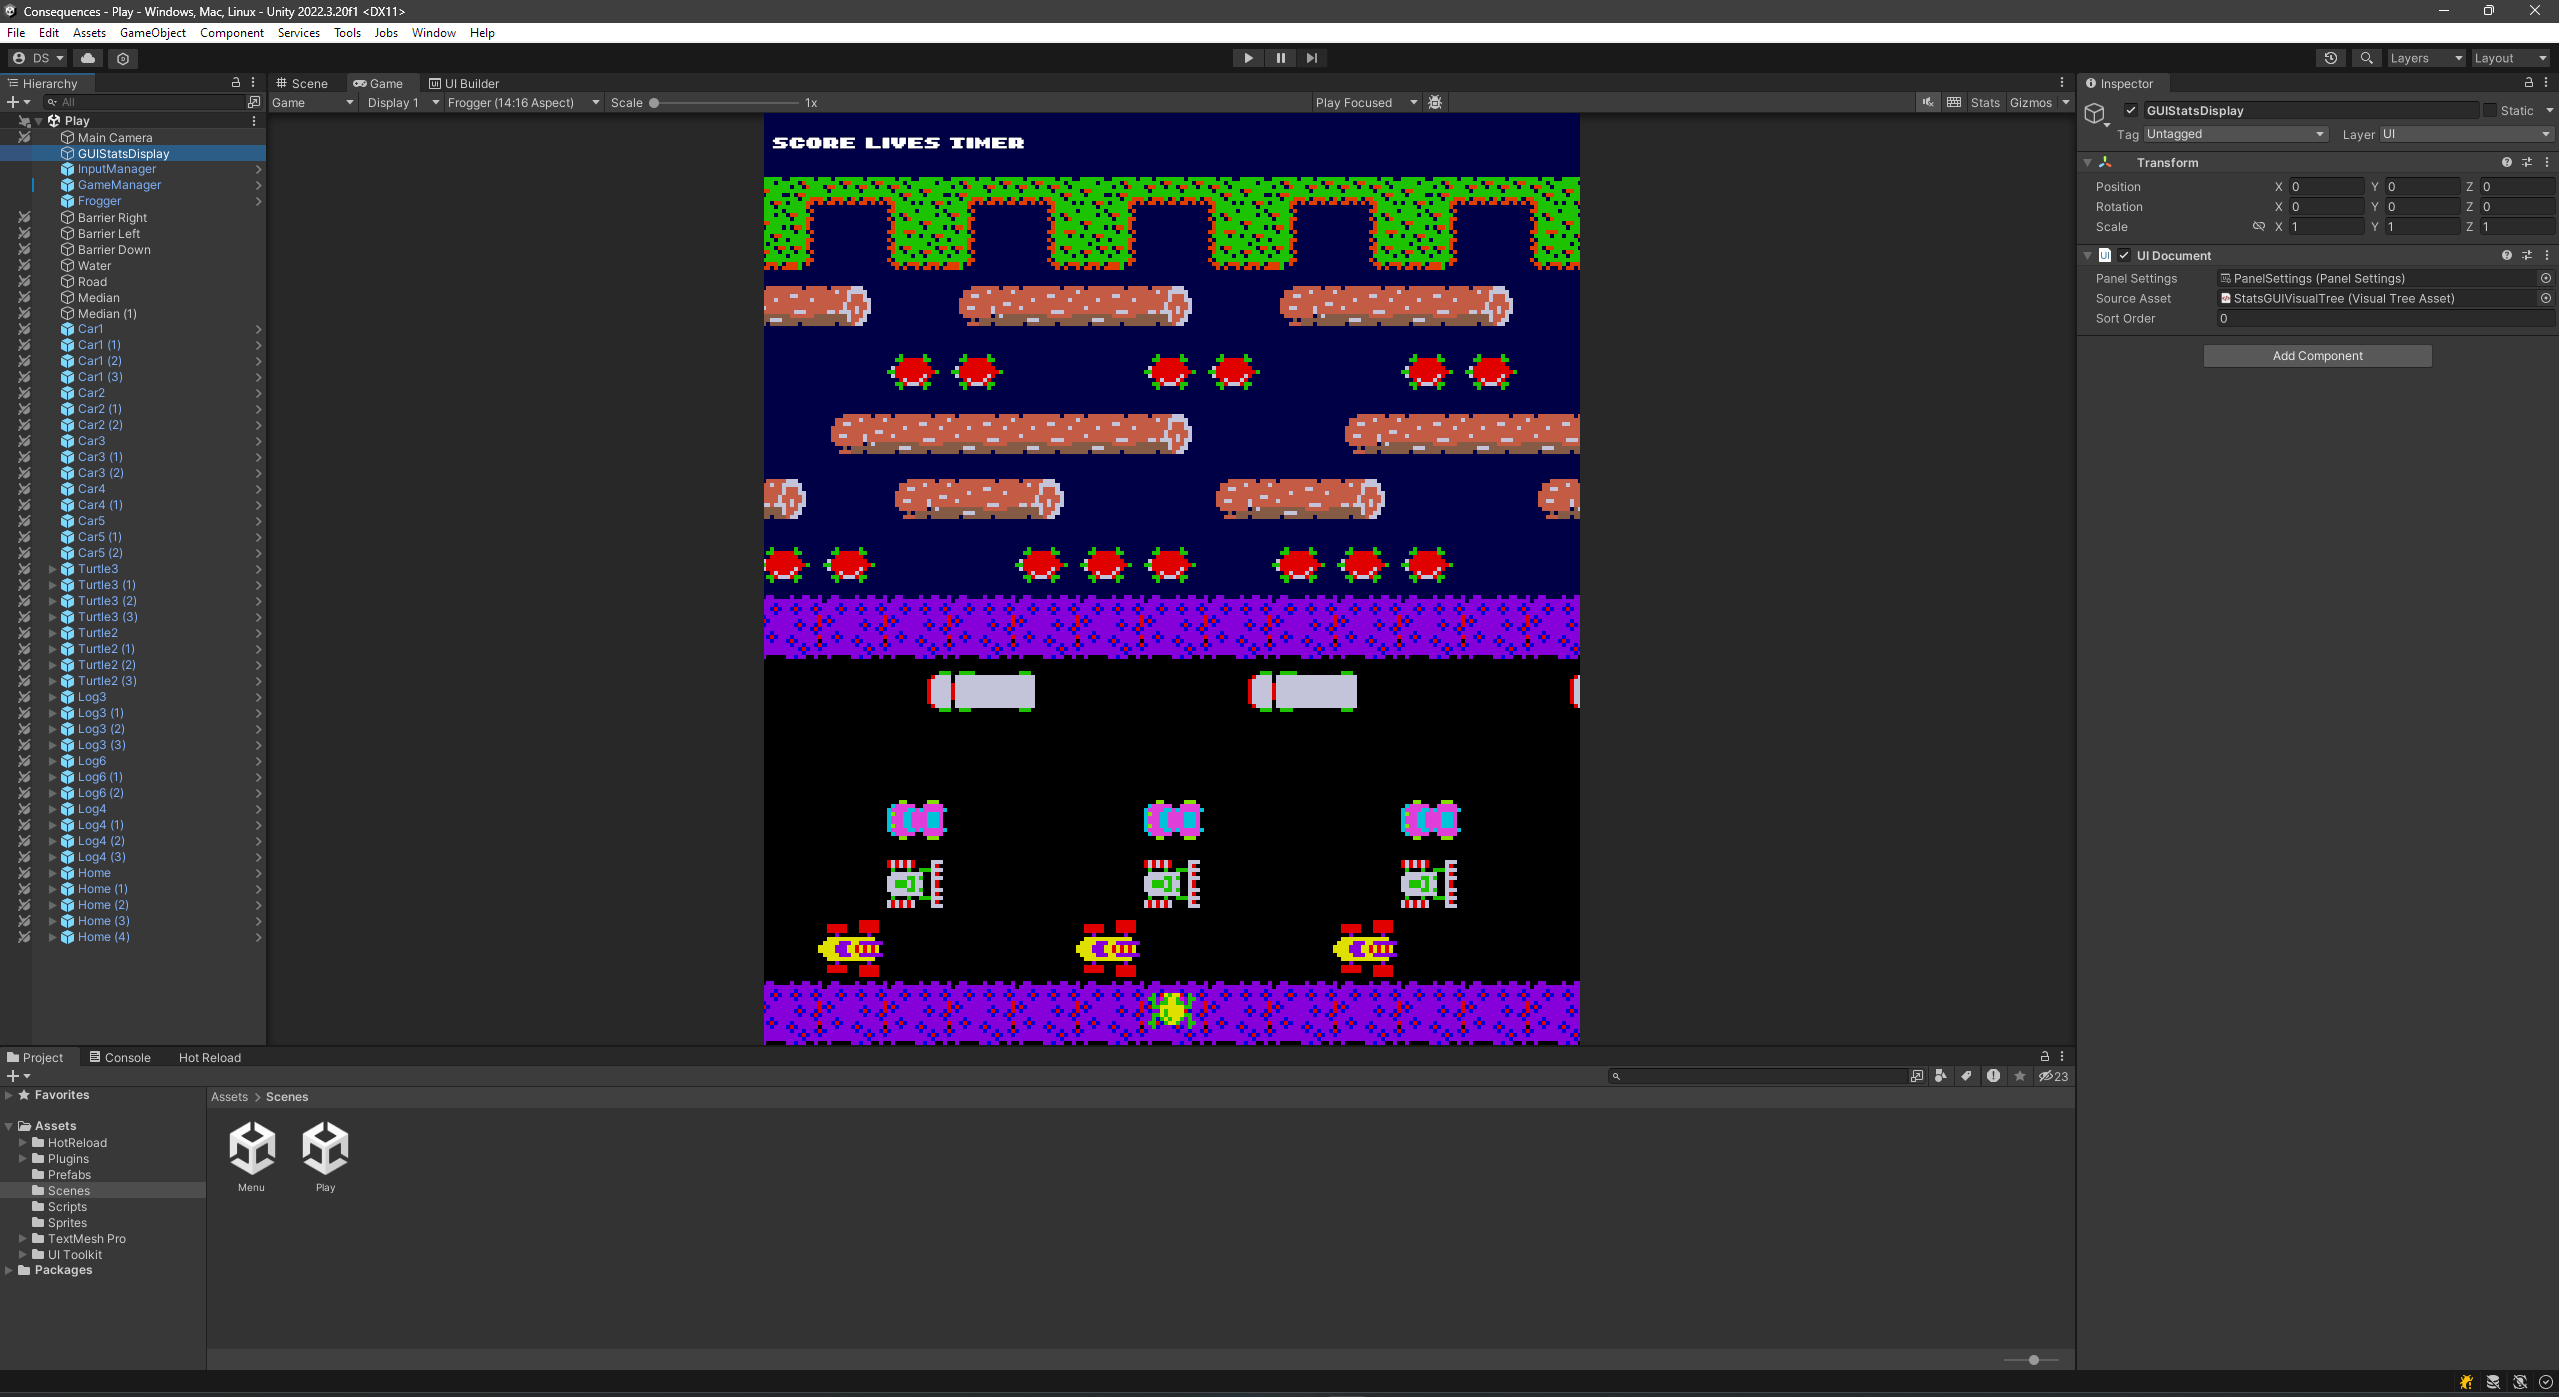 Consequences - Play - Windows, Mac, Linux - Unity 2022.3.20f1 <DX11>
File Edit Assets GameObject Component Services Tools Jobs Window Help
DS
Layers Layout
Hierarchy
All
Play
Main Camera
GUIStatsDisplay
InputManager
GameManager
Frogger
Barrier Right
Barrier Left
Barrier Down
Water
Road
Median
Median (1)
Car1
Car1 (1)
Car1 (2)
Car1 (3)
Car2
Car2 (1)
Car2 (2)
Car3
Car3 (1)
Car3 (2)
Car4
Car4 (1)
Car5
Car5 (1)
Car5 (2)
Turtle3
Turtle3 (1)
Turtle3 (2)
Turtle3 (3)
Turtle2
Turtle2 (1)
Turtle2 (2)
Turtle2 (3)
Log3
Log3 (1)
Log3 (2)
Log3 (3)
Log6
Log6 (1)
Log6 (2)
Log4
Log4 (1)
Log4 (2)
Log4 (3)
Home
Home (1)
Home (2)
Home (3)
Home (4)
Scene Game UI Builder
Game Display 1 Frogger (14:16 Aspect) Scale 1x Play Focused Stats Gizmos
SCORE LIVES TIMER
Inspector
GUIStatsDisplay Static
Tag Untagged Layer UI
Transform
Position X 0 Y 0 Z 0
Rotation X 0 Y 0 Z 0
Scale X 1 Y 1 Z 1
UI Document
Panel Settings PanelSettings (Panel Settings)
Source Asset StatsGUIVisualTree (Visual Tree Asset)
Sort Order 0
Add Component
Project Console Hot Reload
23
Favorites
Assets
HotReload
Plugins
Prefabs
Scenes
Scripts
Sprites
TextMesh Pro
UI Toolkit
Packages
Assets > Scenes
Menu Play